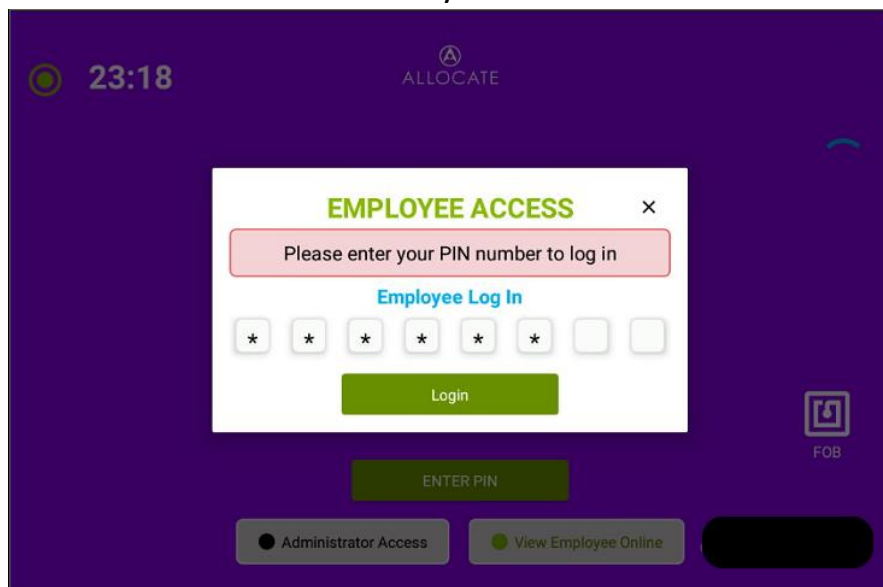 23:18
ALLOCATE
EMPLOYEE ACCESS ×
Please enter your PIN number to log in
Employee Log In
* * * * * *
Login
FOB
ENTER PIN
Administrator Access
View Employee Online